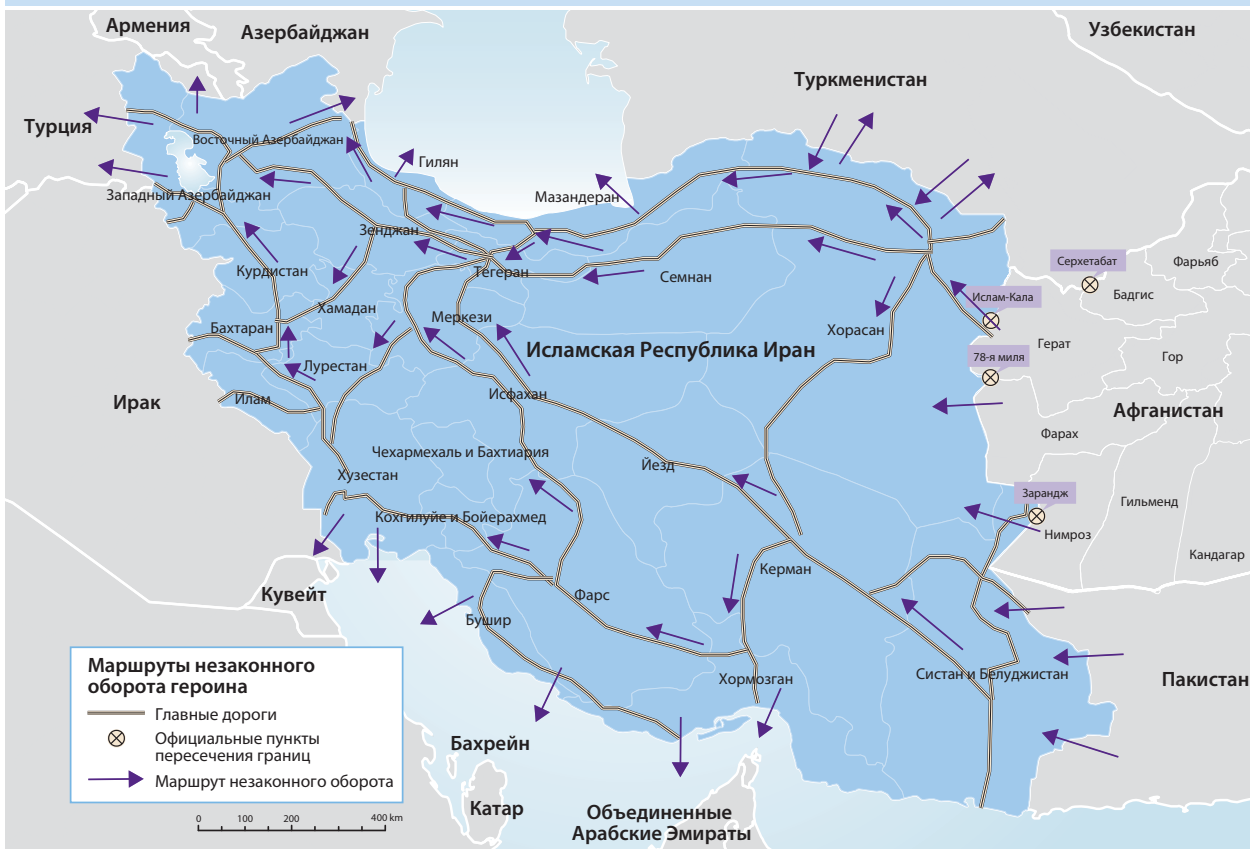 Армения
Азербайджан
Узбекистан
Туркменистан
Турция
Восточный Азербайджан
Гилян
Западный Азербайджан
Мазандеран
Зенджан
Тегеран
Семнан
Курдистан
Серхетабат
Фарьяб
Бадгис
Ислам-Кала
Хамадан
Меркези
Бахтаран
Хорасан
Герат
Исламская Республика Иран
78-я миля
Гор
Лурестан
Исфахан
Илам
Ирак
Афганистан
Фарах
Чехармехаль и Бахтиария
Йезд
Хузестан
Зарандж
Гильменд
Кохгилуйе и Бойерахмед
Нимроз
Кандагар
Керман
Кувейт
Фарс
Бушир
Маршруты незаконного
оборота героина
Главные дороги
Официальные пункты
пересечения границ
Маршрут незаконного оборота
Хормозган
Систан и Белуджистан
Пакистан
Бахрейн
Катар
Объединенные
Арабские Эмираты
0 100 200 400 km